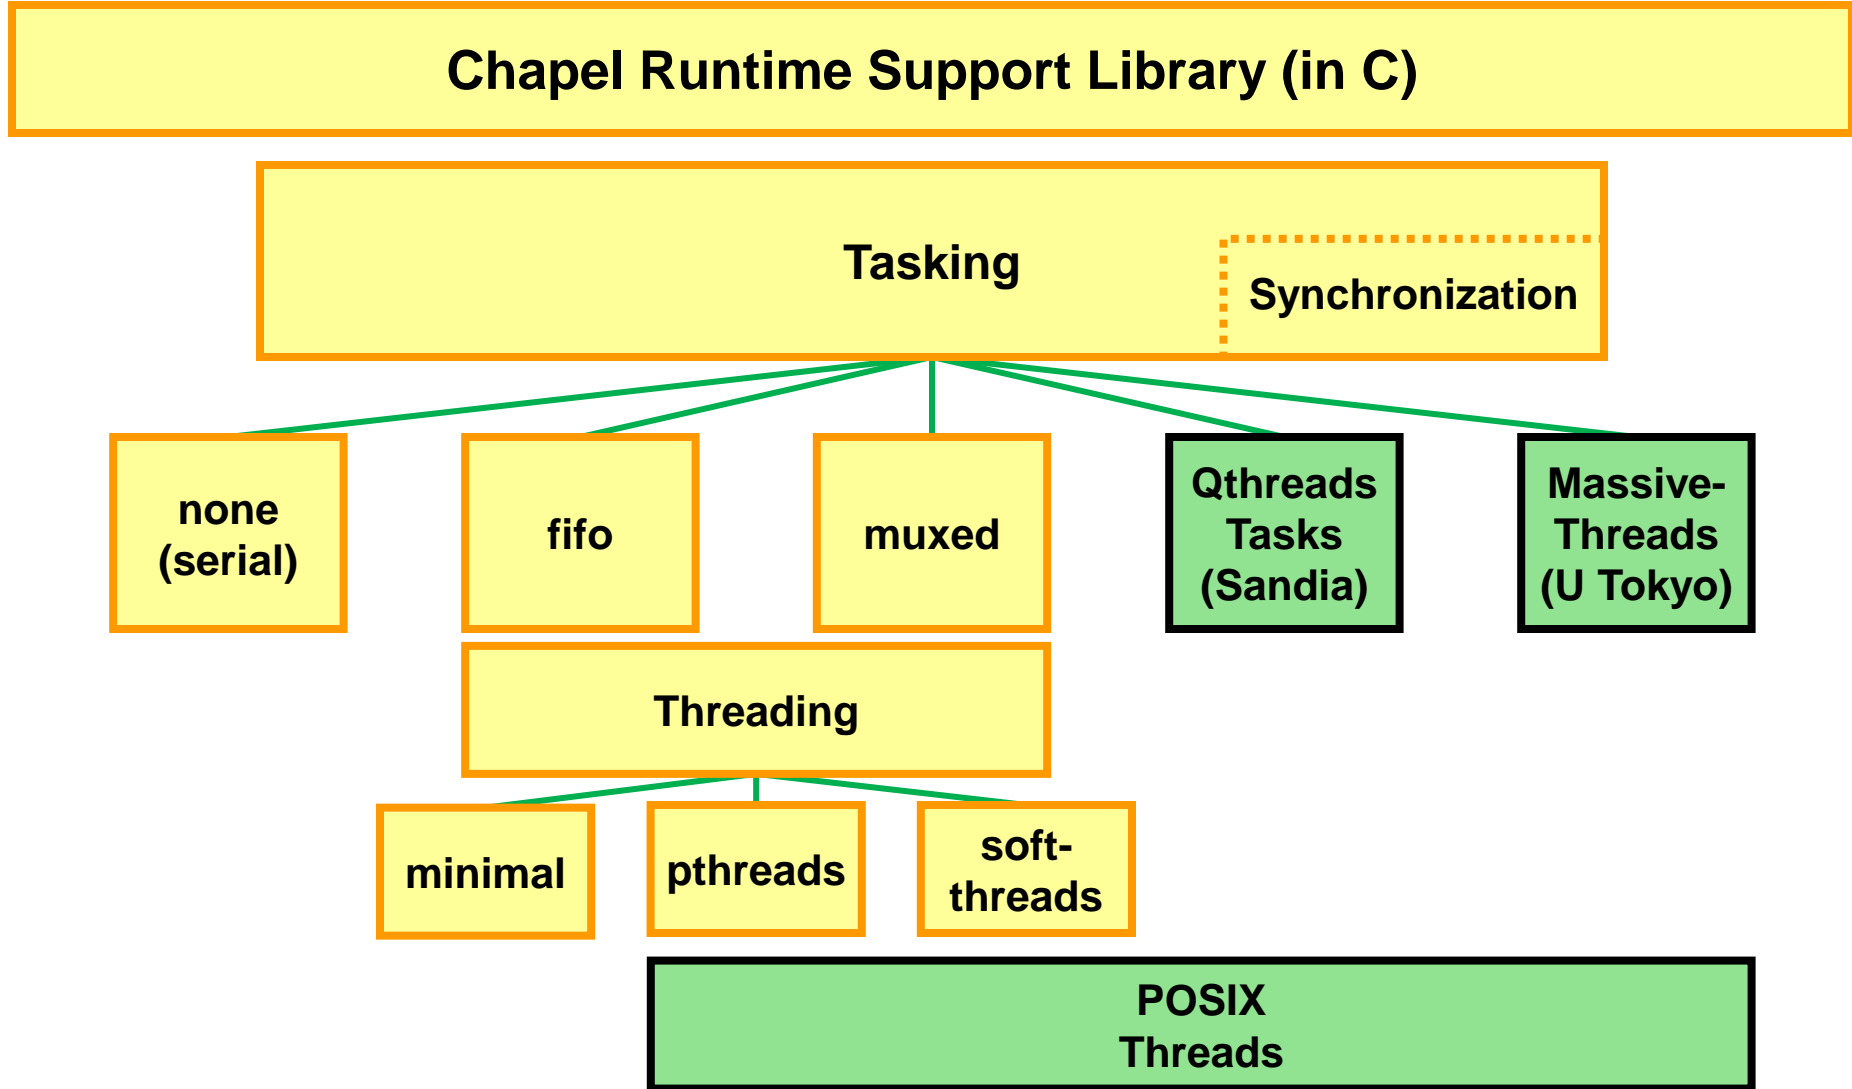 Chapel Runtime Support Library (in C)
Tasking
Synchronization
none
(serial)
fifo
muxed
Qthreads
Tasks
(Sandia)
Massive-
Threads
(U Tokyo)
Threading
minimal
pthreads
soft-
threads
POSIX
Threads